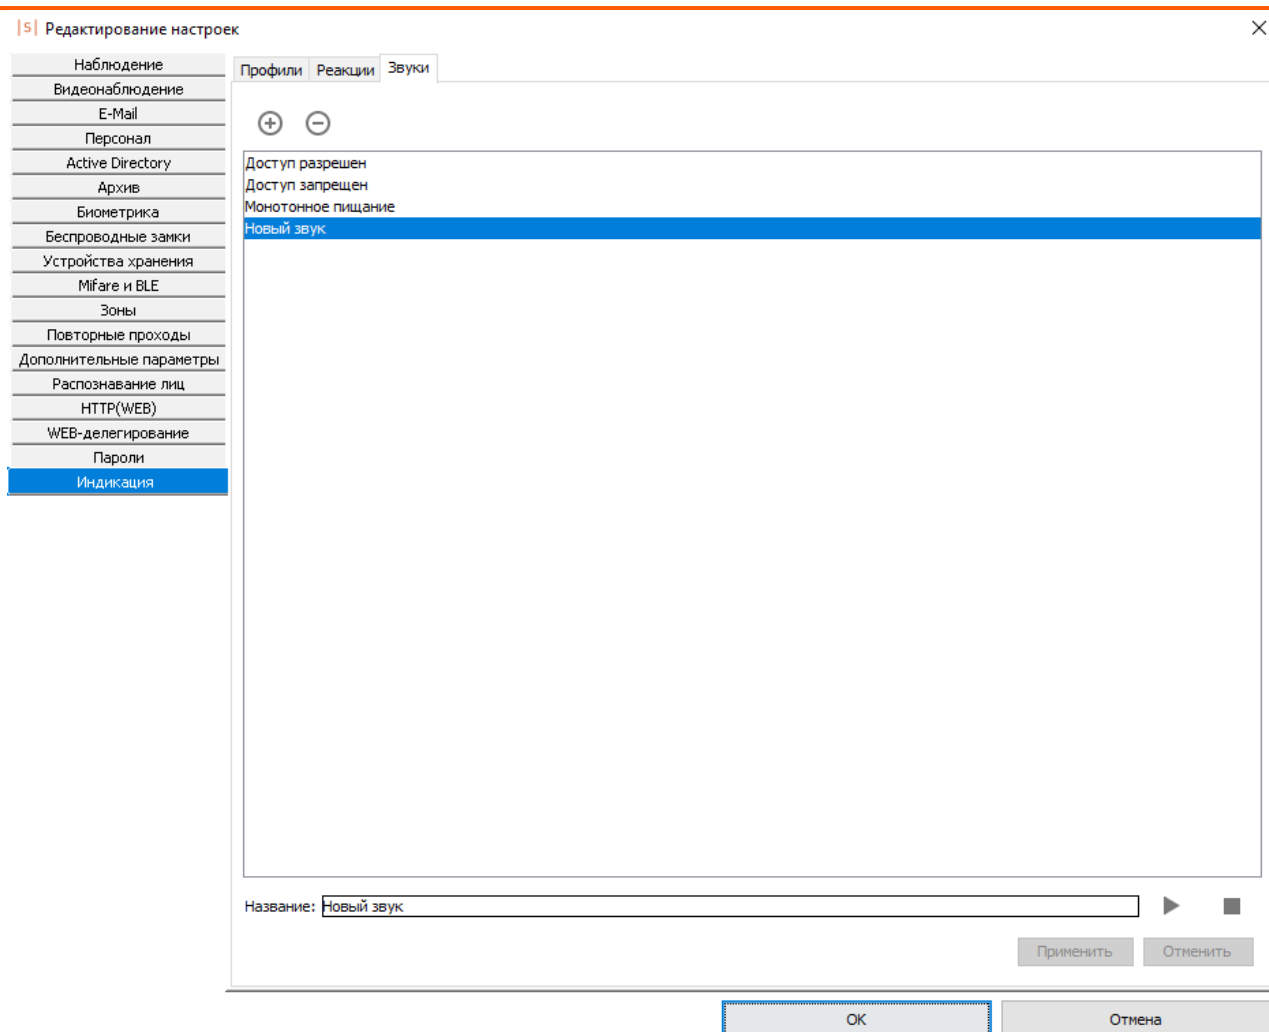 |S| Редактирование настроек
Наблюдение
Видеонаблюдение
E-Mail
Персонал
Active Directory
Архив
Биометрика
Беспроводные замки
Устройства хранения
Mifare и BLE
Зоны
Повторные проходы
Дополнительные параметры
Распознавание лиц
HTTP(WEB)
WEB-делегирование
Пароли
Индикация
Профили Реакции Звуки
Доступ разрешен
Доступ запрещен
Монотонное пищание
Новый звук
Название: Новый звук
Применить Отменить
ОК Отмена